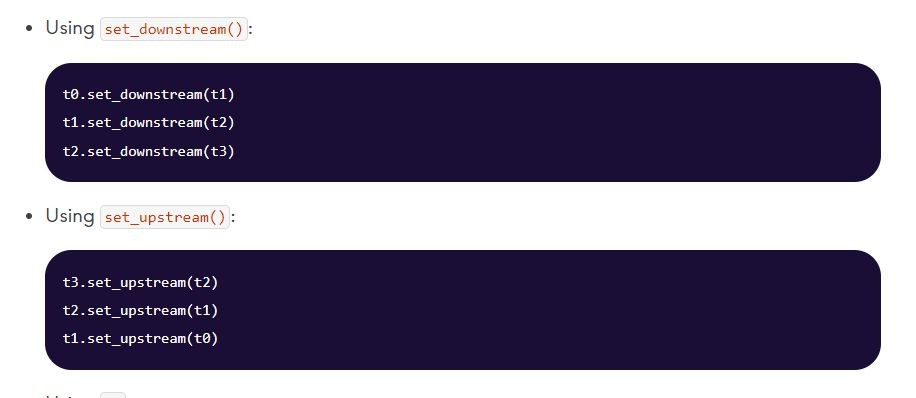 Using set_downstream():
t0.set_downstream(t1)
t1.set_downstream(t2)
t2.set_downstream(t3)
Using set_upstream():
t3.set_upstream(t2)
t2.set_upstream(t1)
t1.set_upstream(t0)